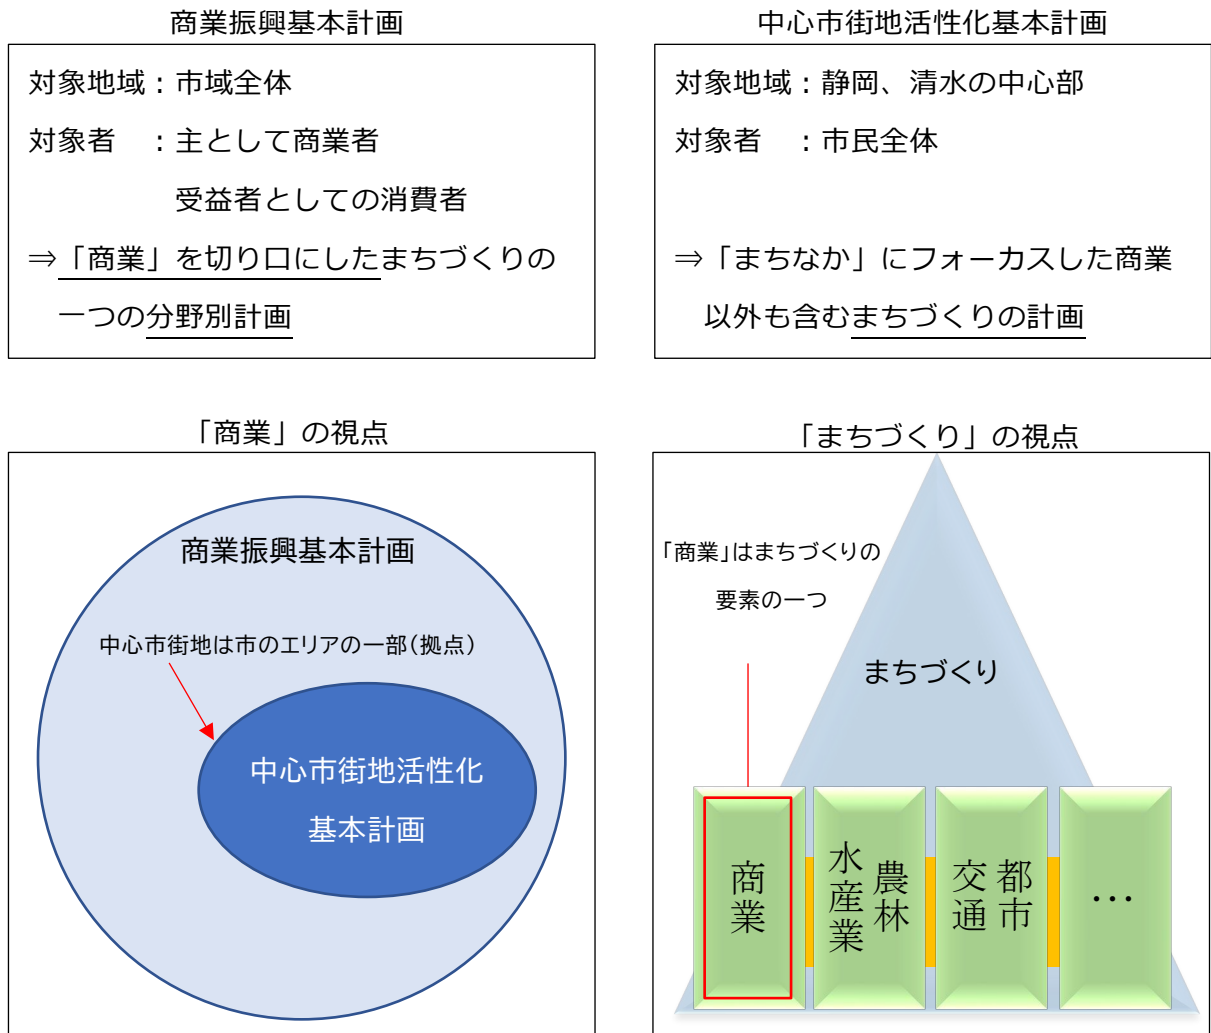 商業振興基本計画
対象地域：市域全体
対象者　：主として商業者
受益者としての消費者
⇒「商業」を切り口にしたまちづくりの
一つの分野別計画
中心市街地活性化基本計画
対象地域：静岡、清水の中心部
対象者　：市民全体
⇒「まちなか」にフォーカスした商業
以外も含むまちづくりの計画
「商業」の視点
商業振興基本計画
中心市街地は市のエリアの一部（拠点）
中心市街地活性化
基本計画
「まちづくり」の視点
「商業」はまちづくりの
要素の一つ
まちづくり
商業
農林
水産業
都市
交通
…